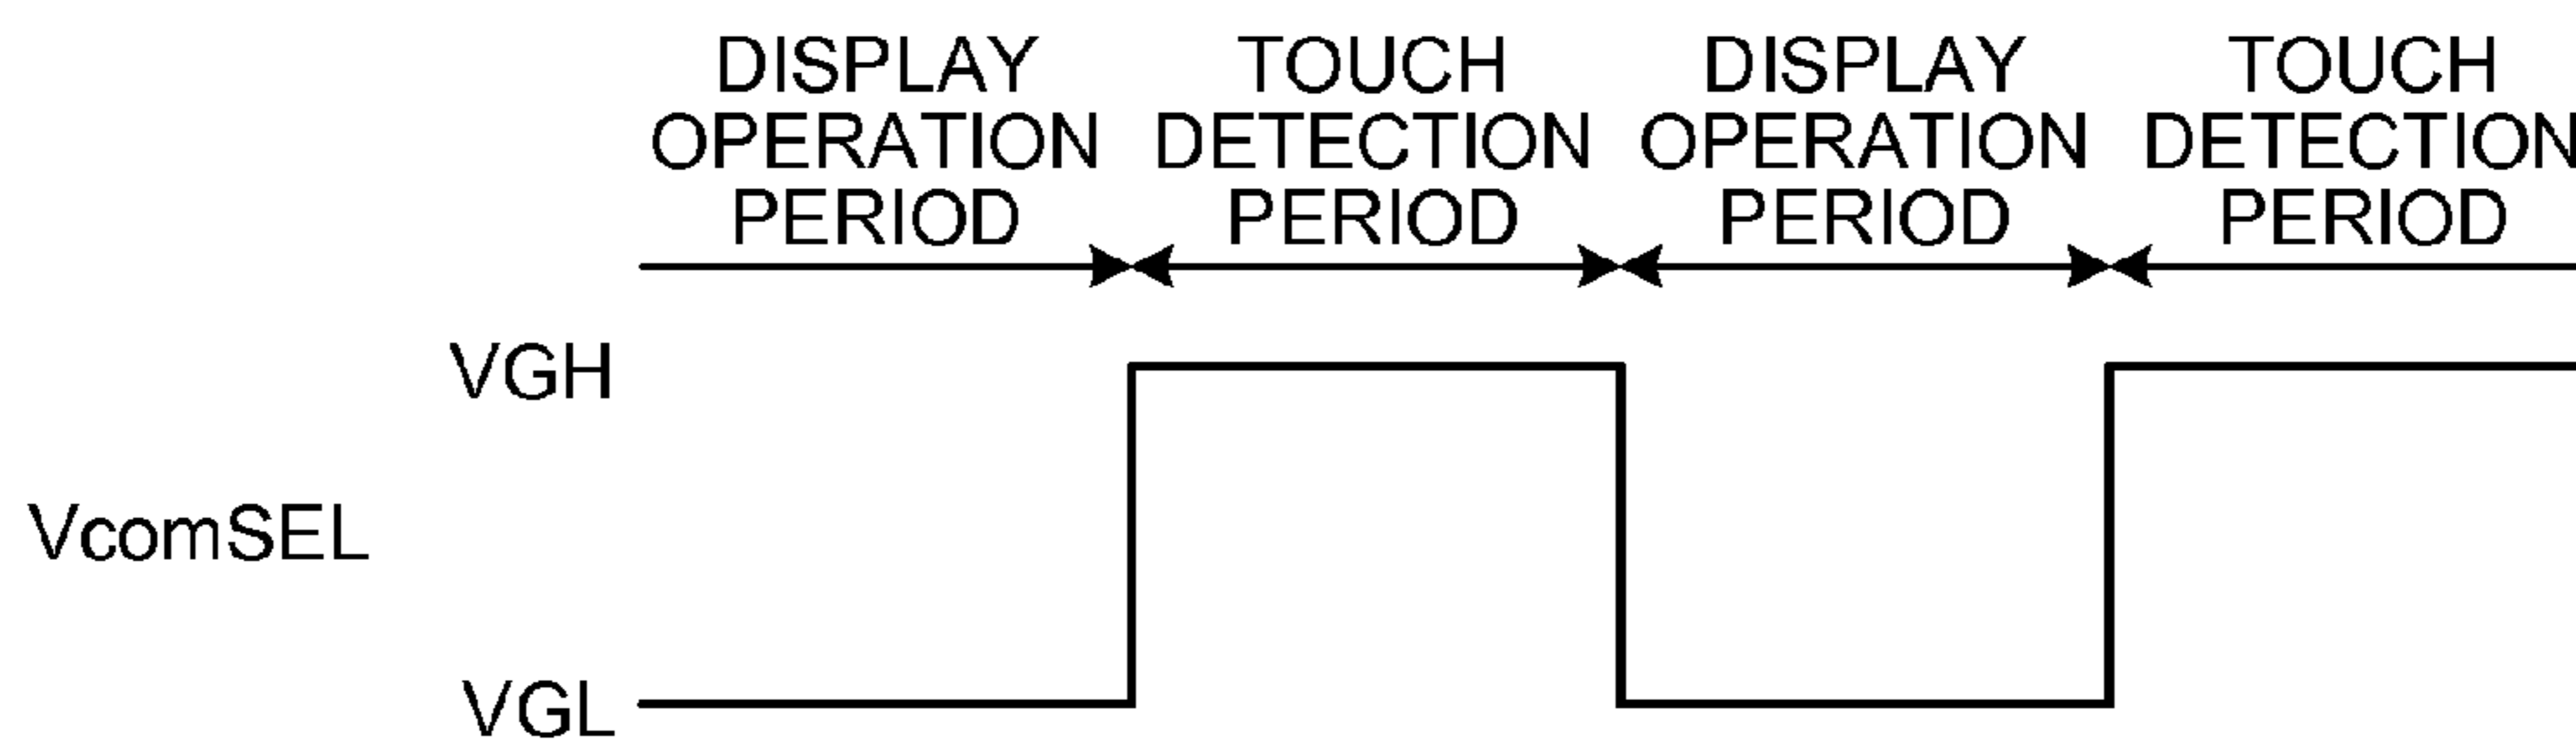 DISPLAY OPERATION PERIOD
TOUCH DETECTION PERIOD
DISPLAY OPERATION PERIOD
TOUCH DETECTION PERIOD
VGH
VcomSEL
VGL